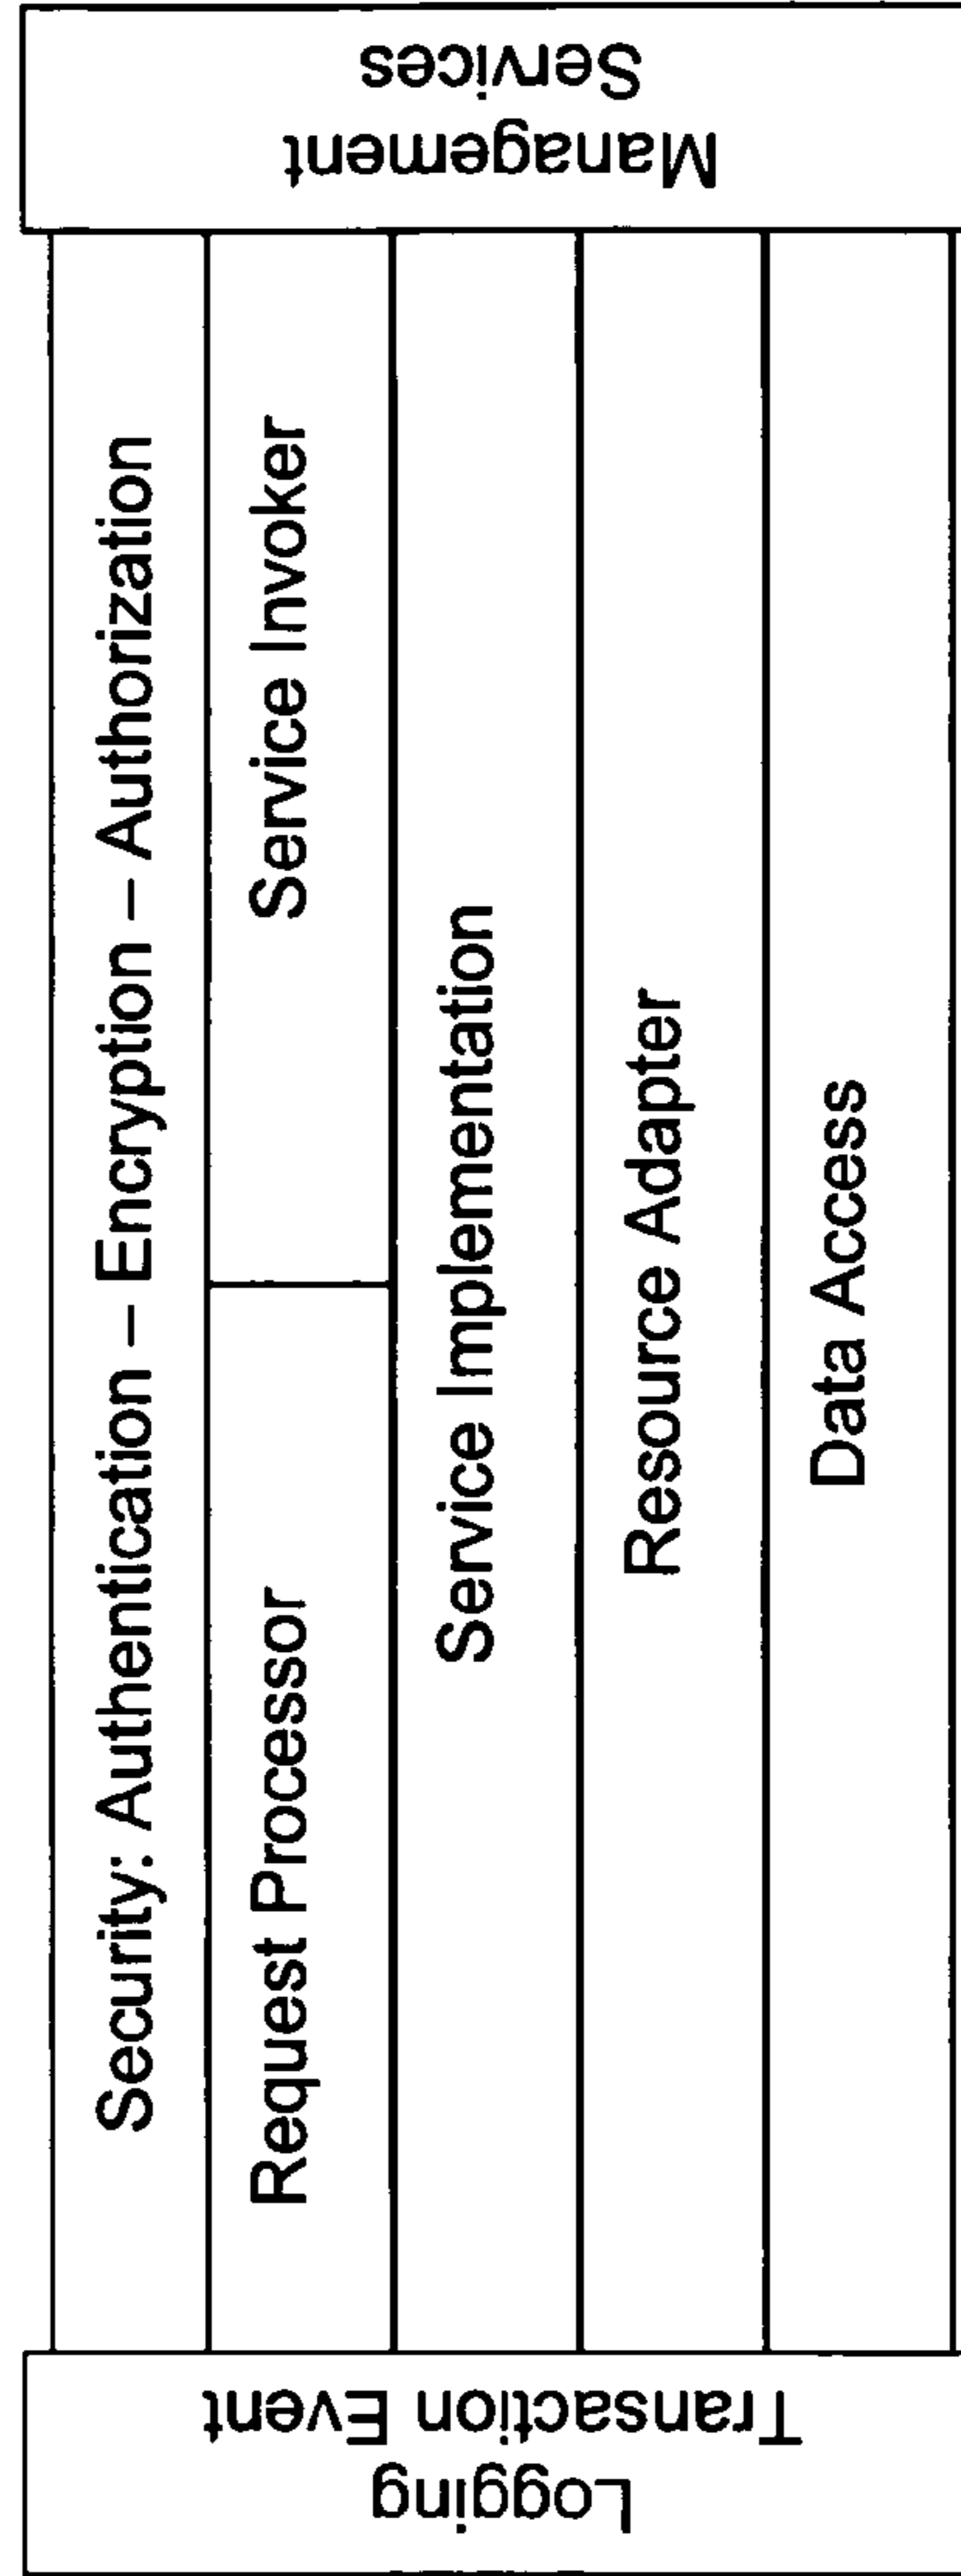 Logging
Transaction Event
Security: Authentication – Encryption – Authorization
Request Processor
Service Invoker
Service Implementation
Resource Adapter
Data Access
Management
Services